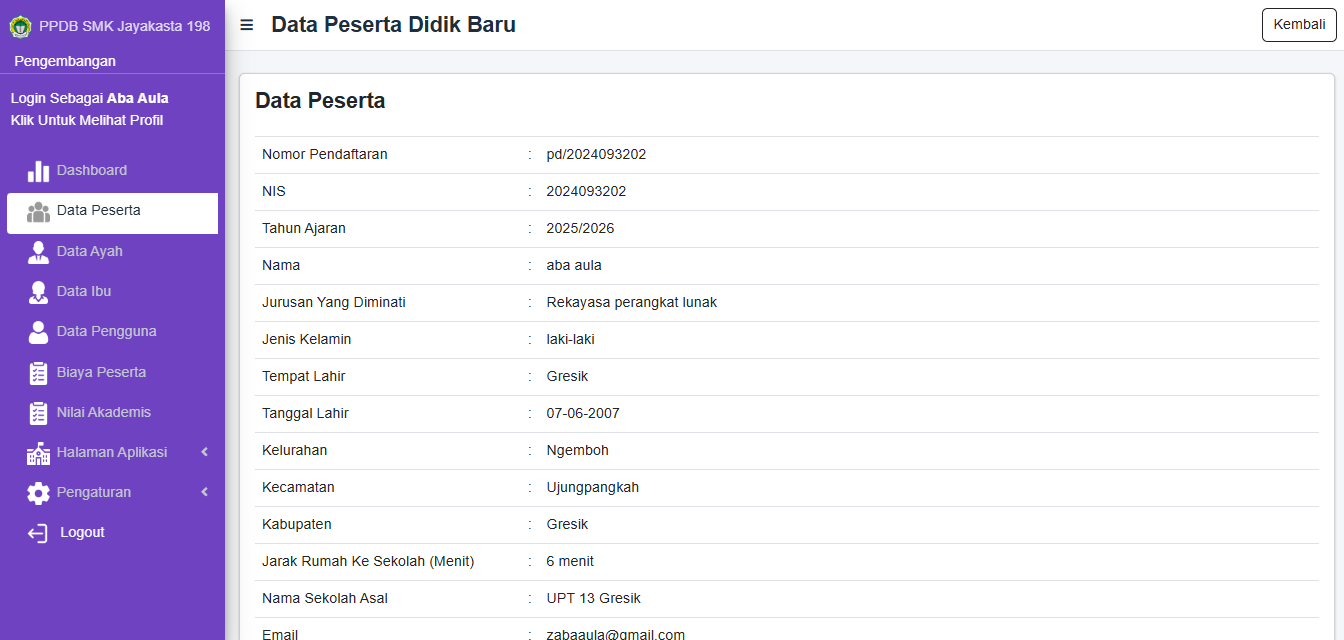 PPDB SMK Jayakasta 198
Pengembangan
Login Sebagai Aba Aula
Klik Untuk Melihat Profil
Dashboard
Data Peserta
Data Ayah
Data Ibu
Data Pengguna
Biaya Peserta
Nilai Akademis
Halaman Aplikasi
Pengaturan
Logout
Data Peserta Didik Baru
Kembali
Data Peserta
Nomor Pendaftaran : pd/2024093202
NIS : 2024093202
Tahun Ajaran : 2025/2026
Nama : aba aula
Jurusan Yang Diminati : Rekayasa perangkat lunak
Jenis Kelamin : laki-laki
Tempat Lahir : Gresik
Tanggal Lahir : 07-06-2007
Kelurahan : Ngemboh
Kecamatan : Ujungpangkah
Kabupaten : Gresik
Jarak Rumah Ke Sekolah (Menit) : 6 menit
Nama Sekolah Asal : UPT 13 Gresik
Email : zabaaula@gmail.com